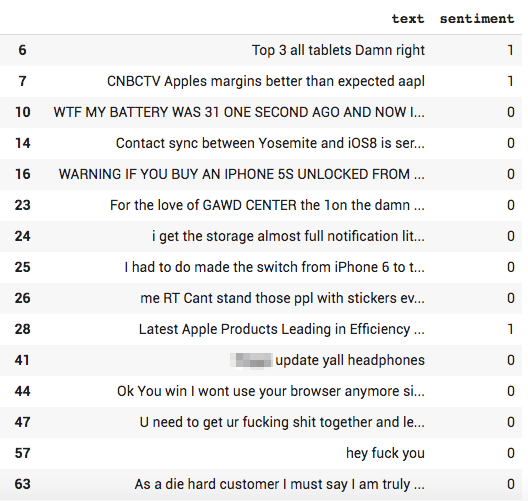 text sentiment
6 Top 3 all tablets Damn right 1
7 CNBCTV Apples margins better than expected aapl 1
10 WTF MY BATTERY WAS 31 ONE SECOND AGO AND NOW I... 0
14 Contact sync between Yosemite and iOS8 is ser... 0
16 WARNING IF YOU BUY AN IPHONE 5S UNLOCKED FROM ... 0
23 For the love of GAWD CENTER the 1on the damn ... 0
24 i get the storage almost full notification lit... 0
25 I had to do made the switch from iPhone 6 to t... 0
26 me RT Cant stand those ppl with stickers ev... 0
28 Latest Apple Products Leading in Efficiency ... 1
41 update yall headphones 0
44 Ok You win I wont use your browser anymore si... 0
47 U need to get ur fucking shit together and le... 0
57 hey fuck you 0
63 As a die hard customer I must say I am truly ... 0